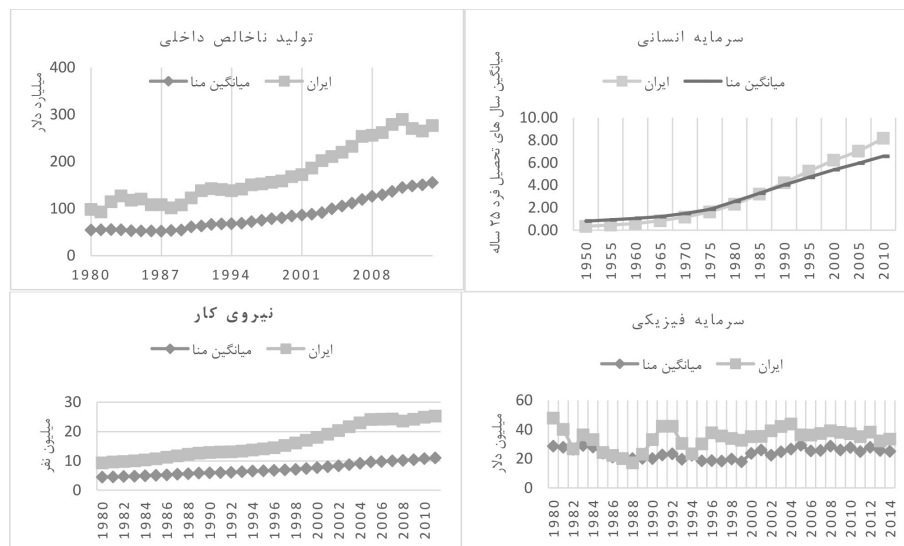 تولید ناخالص داخلی
میانگین منا ایران
میلیارد دلار
400
300
200
100
0
1980 1987 1994 2001 2008
سرمایه انسانی
ایران میانگین منا
میانگین سال های تحصیل فرد ۲۵ ساله
10.00
8.00
6.00
4.00
2.00
0.00
1950 1955 1960 1965 1970 1975 1980 1985 1990 1995 2000 2005 2010
نیروی کار
میانگین منا ایران
میلیون نفر
30
20
10
0
1980 1982 1984 1986 1988 1990 1992 1994 1996 1998 2000 2002 2004 2006 2008 2010
سرمایه فیزیکی
میانگین منا ایران
میلیون دلار
60
40
20
0
1980 1982 1984 1986 1988 1990 1992 1994 1996 1998 2000 2002 2004 2006 2008 2010 2012 2014